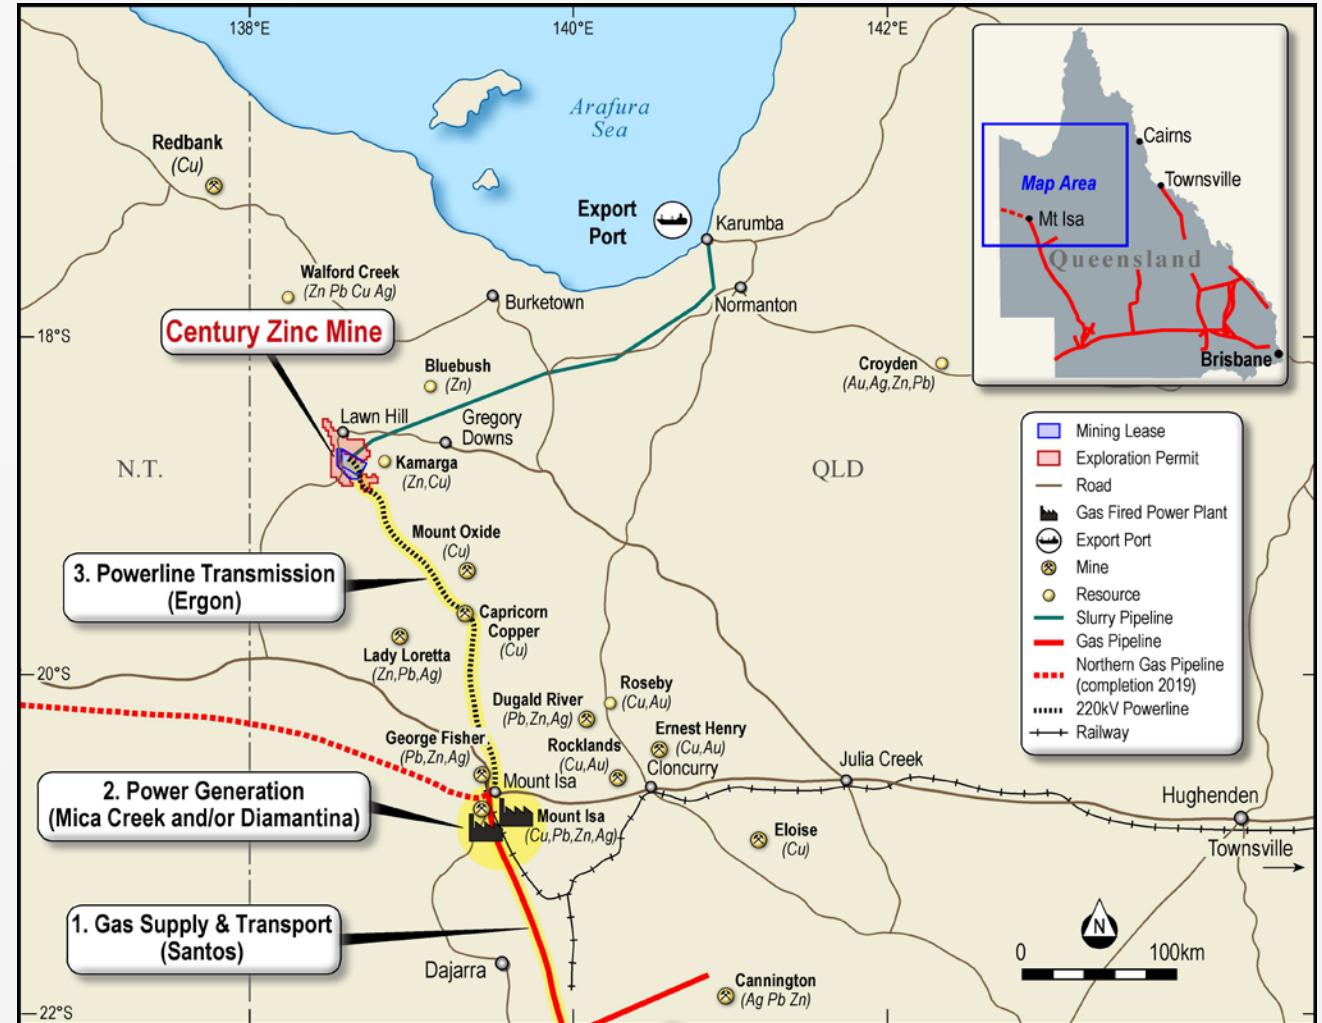 138°E
140°E
142°E
Arafura
Sea
Redbank
(Cu)
Export
Port
Karumba
Walford Creek
(Zn Pb Cu Ag)
Burketown
Normanton
18°S
Century Zinc Mine
Bluebush
(Zn)
Croyden
(Au,Ag,Zn,Pb)
Lawn Hill
Gregory
Downs
N.T.
Kamarga
(Zn,Cu)
QLD
Mount Oxide
(Cu)
3. Powerline Transmission
(Ergon)
Capricorn
Copper
(Cu)
Lady Loretta
(Zn,Pb,Ag)
20°S
Roseby
(Cu,Au)
Dugald River
(Pb,Zn,Ag)
Ernest Henry
(Cu,Au)
George Fisher
(Pb,Zn,Ag)
Rocklands
(Cu,Au)
Cloncurry
Julia Creek
Mount Isa
2. Power Generation
(Mica Creek and/or Diamantina)
Mount Isa
(Cu,Pb,Zn,Ag)
Eloise
(Cu)
Hughenden
Townsville
1. Gas Supply & Transport
(Santos)
Dajarra
Cannington
(Ag Pb Zn)
N
0
100km
22°S
Cairns
Townsville
Map Area
Mt Isa
Queensland
Brisbane
Mining Lease
Exploration Permit
Road
Gas Fired Power Plant
Export Port
Mine
Resource
Slurry Pipeline
Gas Pipeline
Northern Gas Pipeline
(completion 2019)
220kV Powerline
Railway